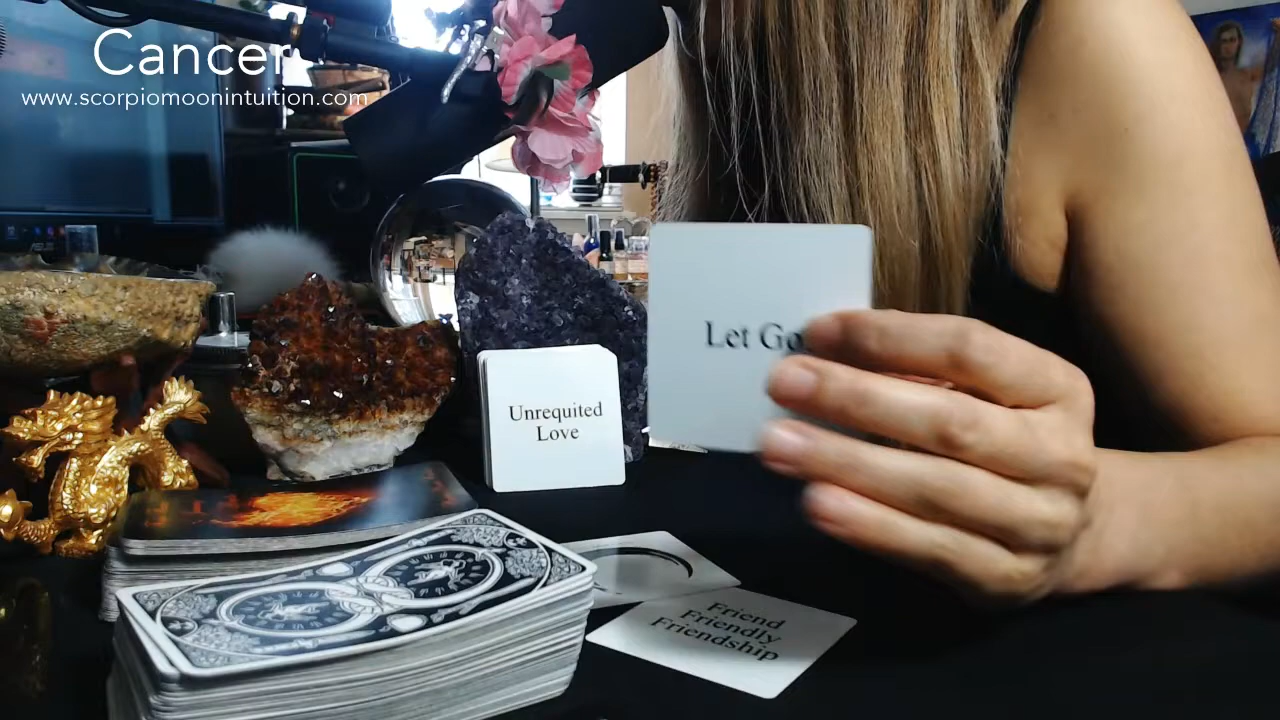 Cancer
www.scorpiomoonintuition.com
Let Go
Unrequited
Love
Friend
Friendly
Friendship